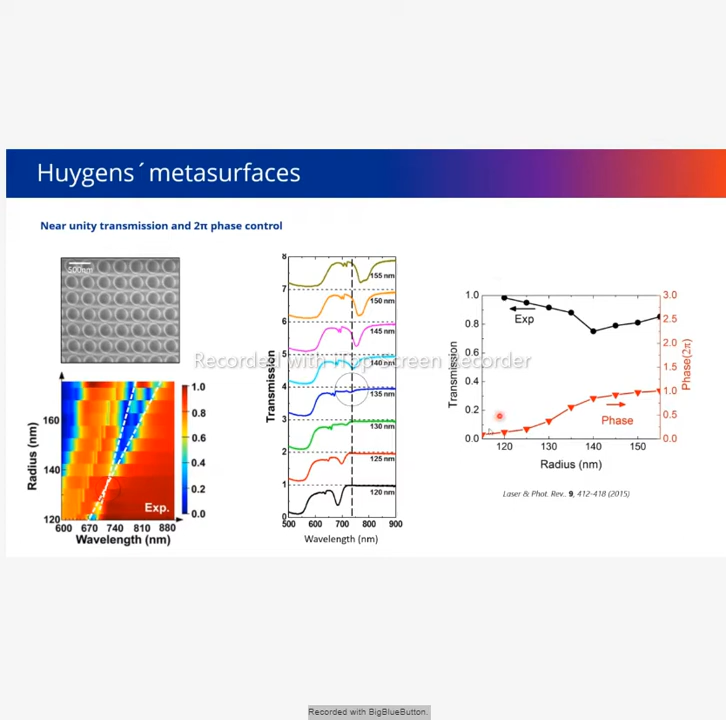 Huygens´metasurfaces
Near unity transmission and 2π phase control
500nm
Radius (nm)
160
140
120
600 670 740 810 880
Wavelength (nm)
Exp.
1.0
0.8
0.6
0.4
0.2
0.0
Transmission
8
7
6
5
4
3
2
1
0
155 nm
150 nm
145 nm
140 nm
135 nm
130 nm
125 nm
120 nm
500 600 700 800 900
Wavelength (nm)
Transmission
1.0
0.8
0.6
0.4
0.2
0.0
Exp
Phase
120 130 140 150
Radius (nm)
3.0
2.5
2.0
1.5
1.0
0.5
0.0
Phase(2π)
Laser & Phot. Rev.. 9, 412-418 (2015)
Recorded with iTop Screen Recorder
Recorded with BigBlueButton.